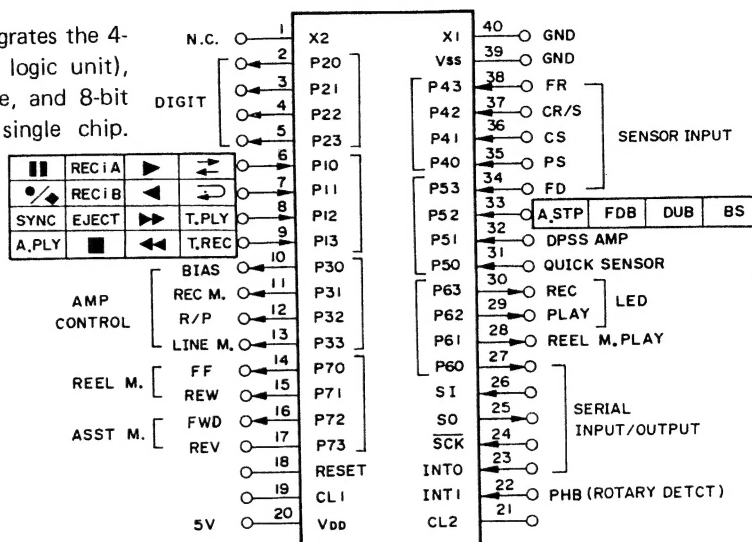 grates the 4-
logic unit),
e, and 8-bit
single chip.
N.C. 1 X2 X1 40 GND
2 P20 VSS 39 GND
DIGIT 3 P21 P43 38 FR
4 P22 P42 37 CR/S
5 P23 P41 36 CS SENSOR INPUT
REC/A 6 P10 P40 35 PS
REC/B 7 P11 P53 34 FD
SYNC EJECT T.PLY 8 P12 P52 33 A.STP FDB DUB BS
A.PLY T.REC 9 P13 P51 32 DPSS AMP
BIAS 10 P30 P50 31 QUICK SENSOR
AMP CONTROL REC M. 11 P31 P63 30 REC LED
R/P 12 P32 P62 29 PLAY
LINE M. 13 P33 P61 28 REEL M.PLAY
REEL M. FF 14 P70 P60 27
REW 15 P71 SI 26
ASST M. FWD 16 P72 SO 25 SERIAL INPUT/OUTPUT
REV 17 P73 SCK 24
18 RESET INT0 23
19 CL1 INT1 22 PHB (ROTARY DETCT)
5V 20 VDD CL2 21